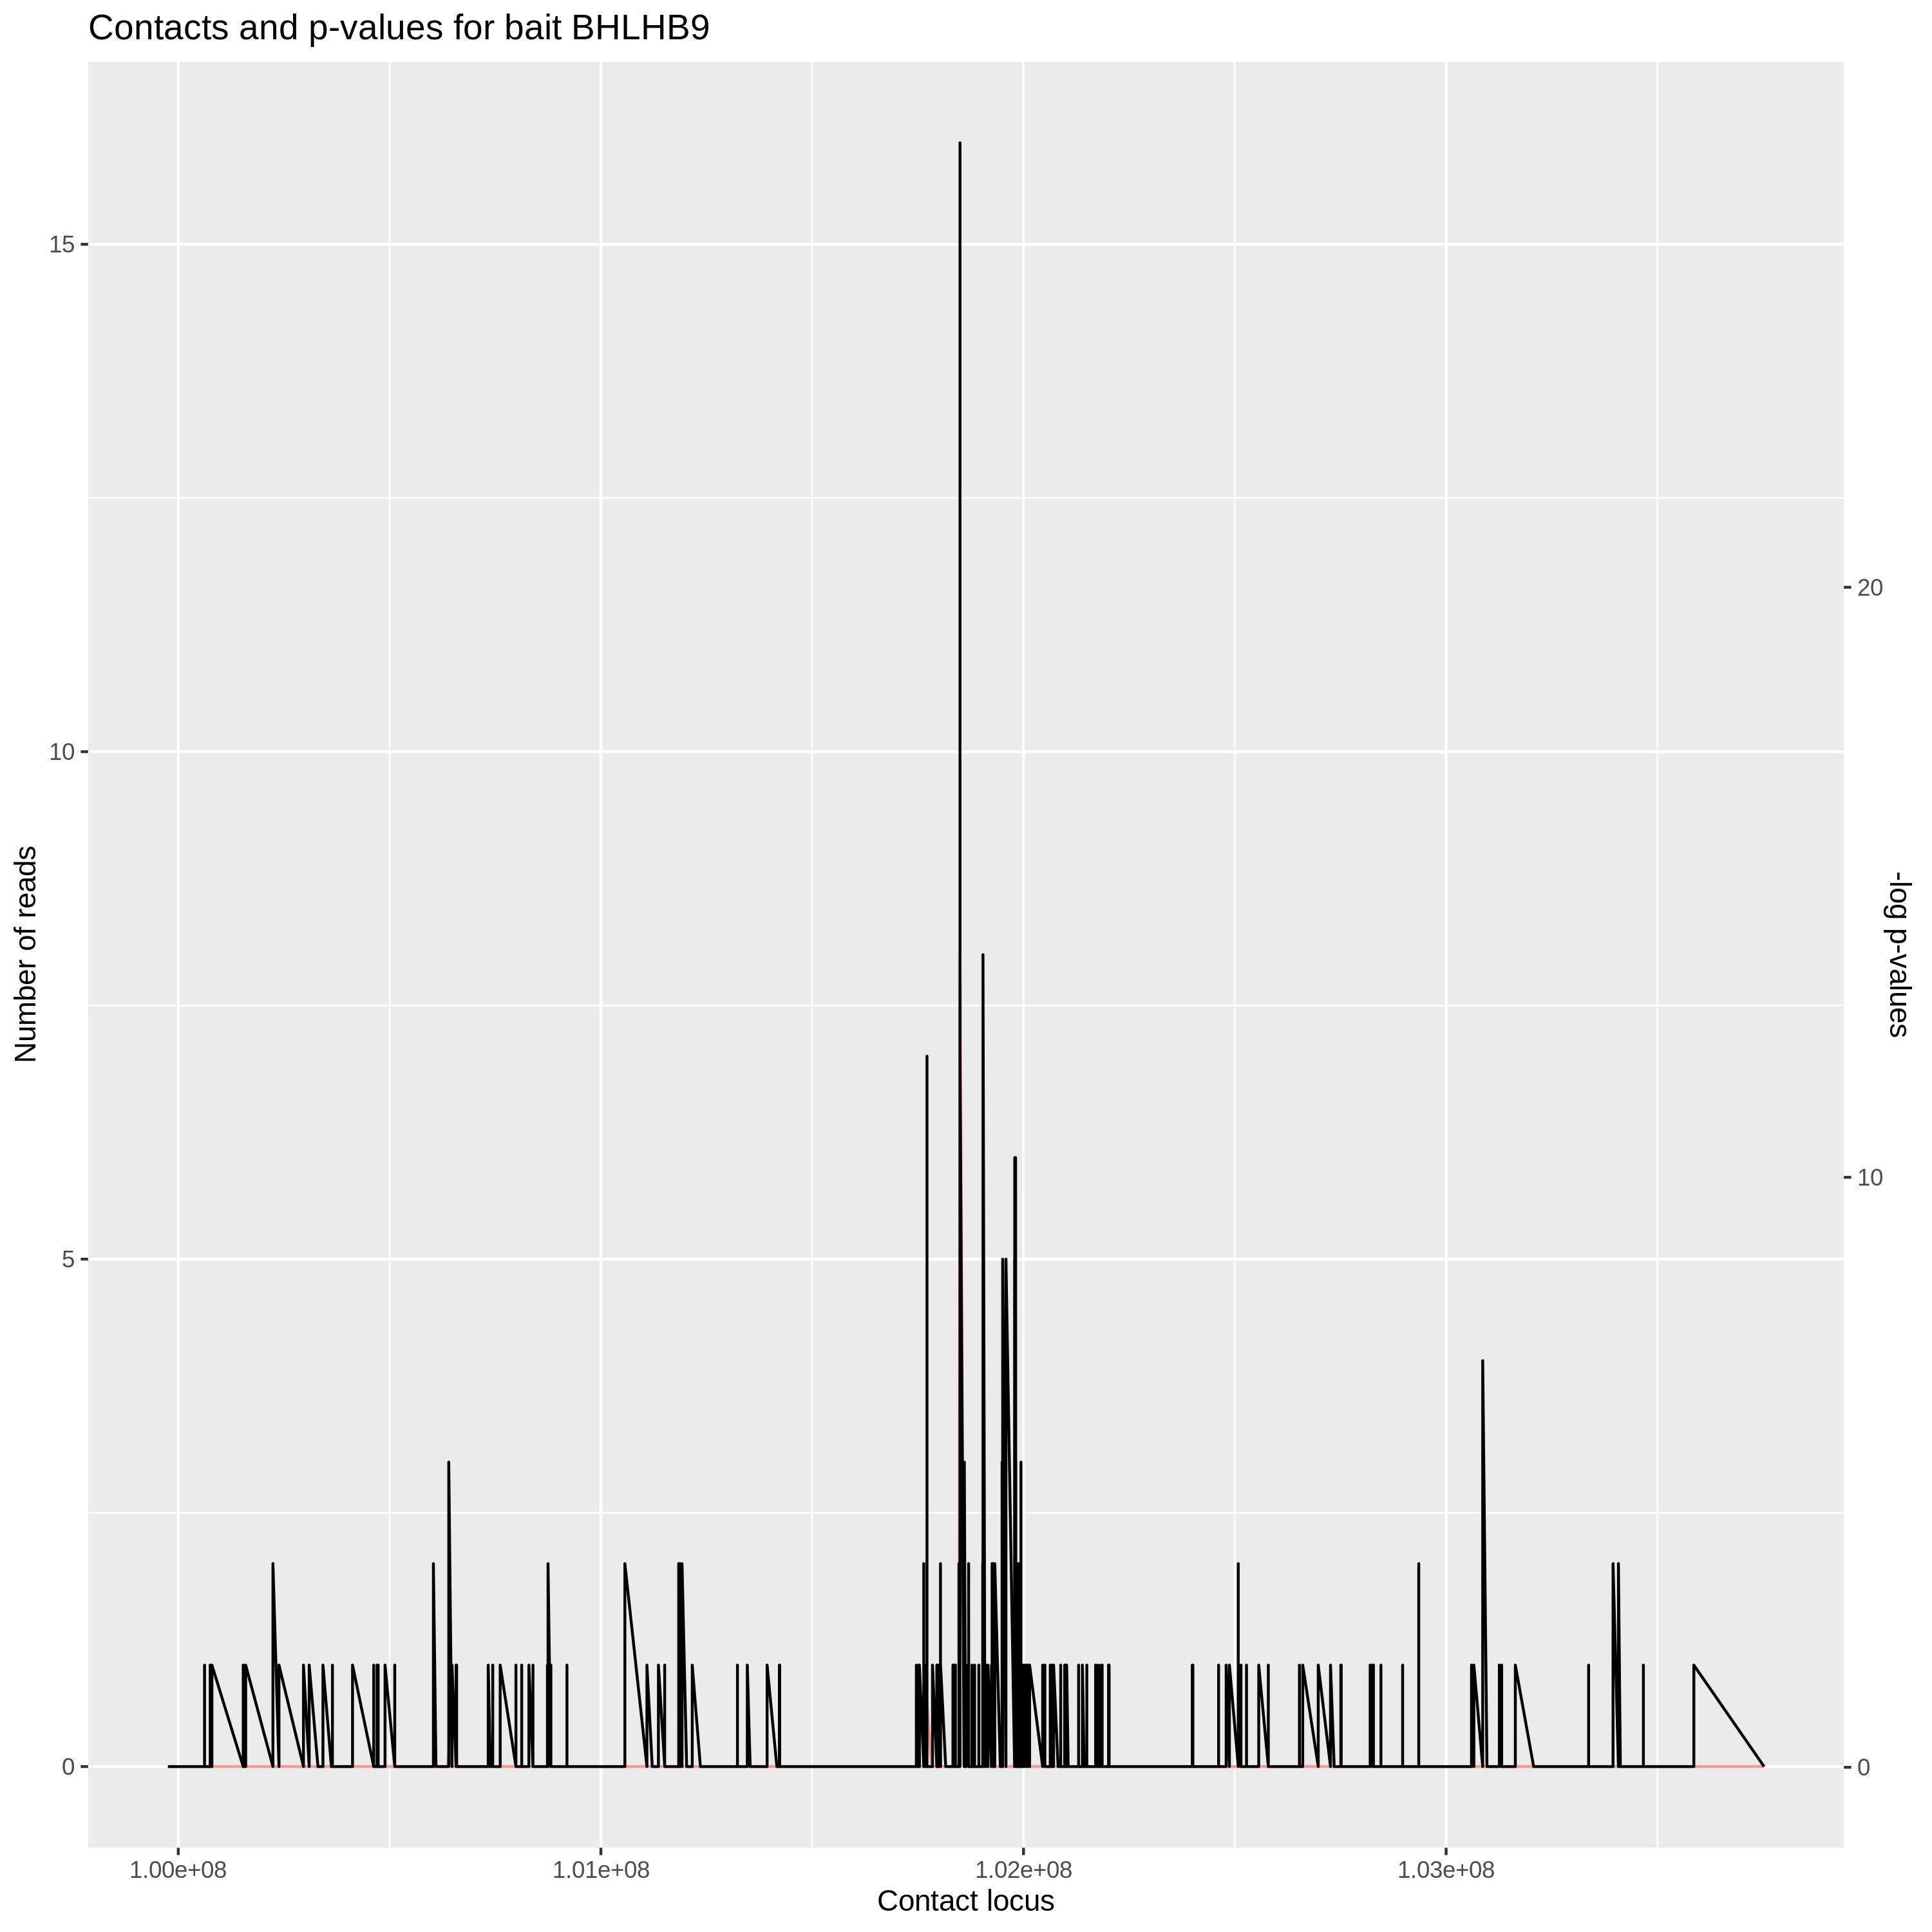 Contacts and p-values for bait BHLHB9
15
10
5
0
Number of reads
20
10
0
-log p-values
1.00e+08
1.01e+08
1.02e+08
1.03e+08
Contact locus